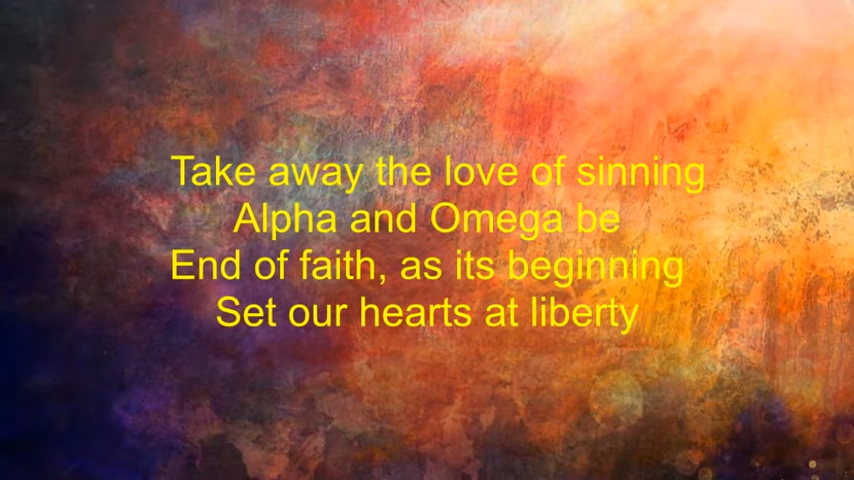 Take away the love of sinning
Alpha and Omega be
End of faith, as its beginning
Set our hearts at liberty